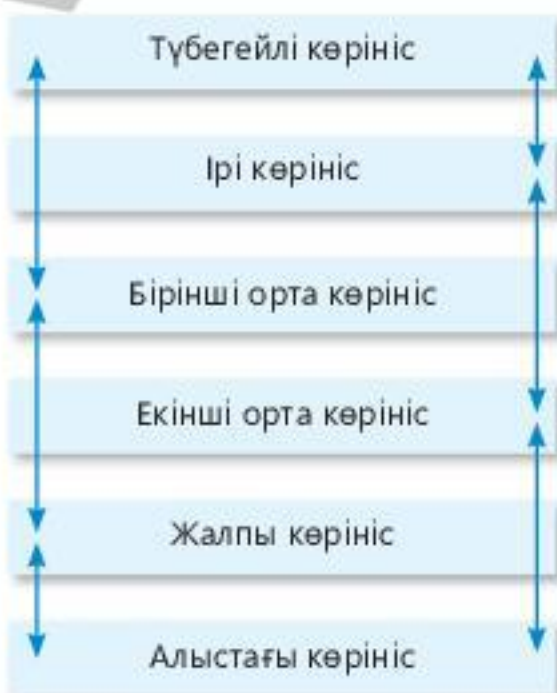 Түбегейлі көрініс
Ірі көрініс
Бірінші орта көрініс
Екінші орта көрініс
Жалпы көрініс
Алыстағы көрініс